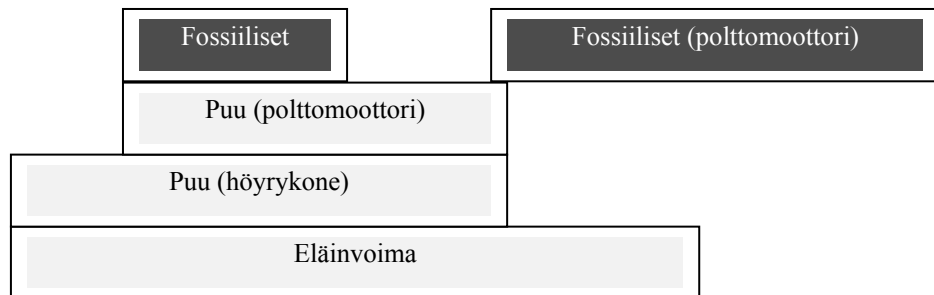 Fossiiliset
Fossiiliset (polttomoottori)
Puu (polttomoottori)
Puu (höyrykone)
Eläinvoima